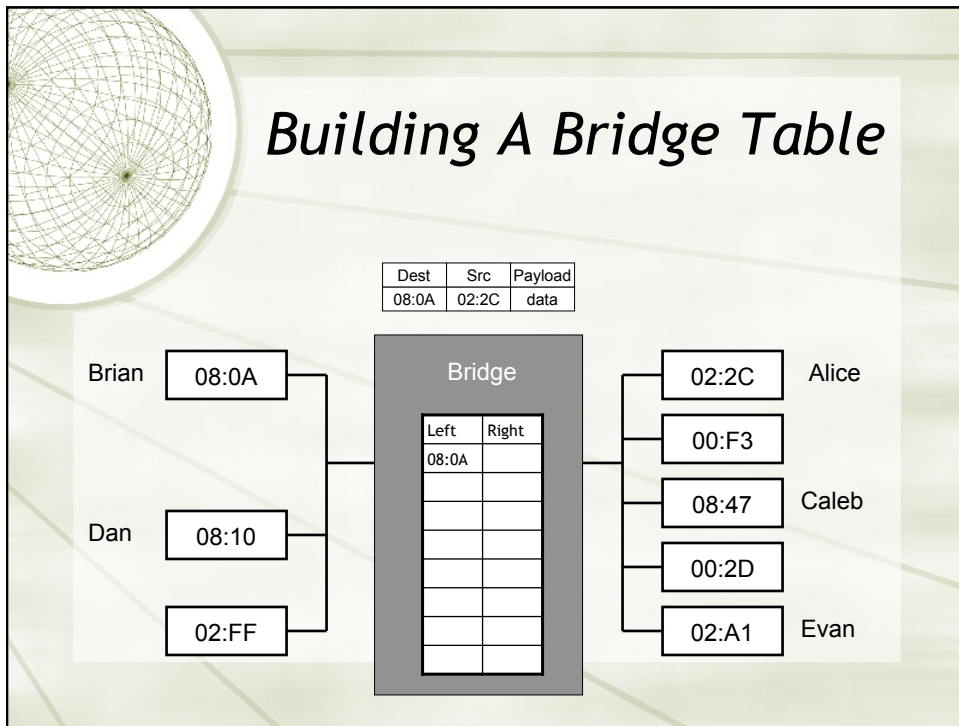 Building A Bridge Table
Dest Src Payload
08:0A 02:2C data
Bridge
Left Right
08:0A
Brian 08:0A
Dan 08:10
02:FF
02:2C Alice
00:F3
08:47 Caleb
00:2D
02:A1 Evan